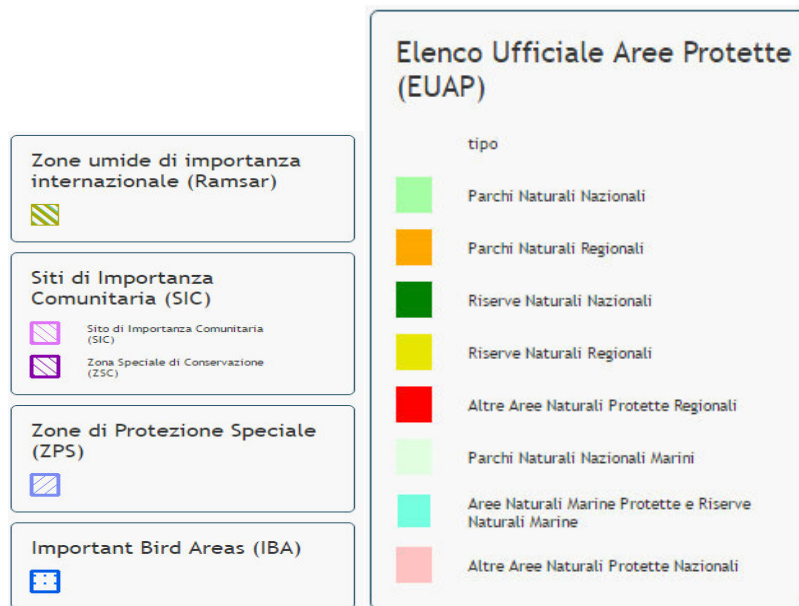 Zone umide di importanza
internazionale (Ramsar)
Siti di Importanza
Comunitaria (SIC)
Sito di Importanza Comunitaria
(SIC)
Zona Speciale di Conservazione
(ZSC)
Zone di Protezione Speciale
(ZPS)
Important Bird Areas (IBA)
Elenco Ufficiale Aree Protette
(EUAP)
tipo
Parchi Naturali Nazionali
Parchi Naturali Regionali
Riserve Naturali Nazionali
Riserve Naturali Regionali
Altre Aree Naturali Protette Regionali
Parchi Naturali Nazionali Marini
Aree Naturali Marine Protette e Riserve
Naturali Marine
Altre Aree Naturali Protette Nazionali